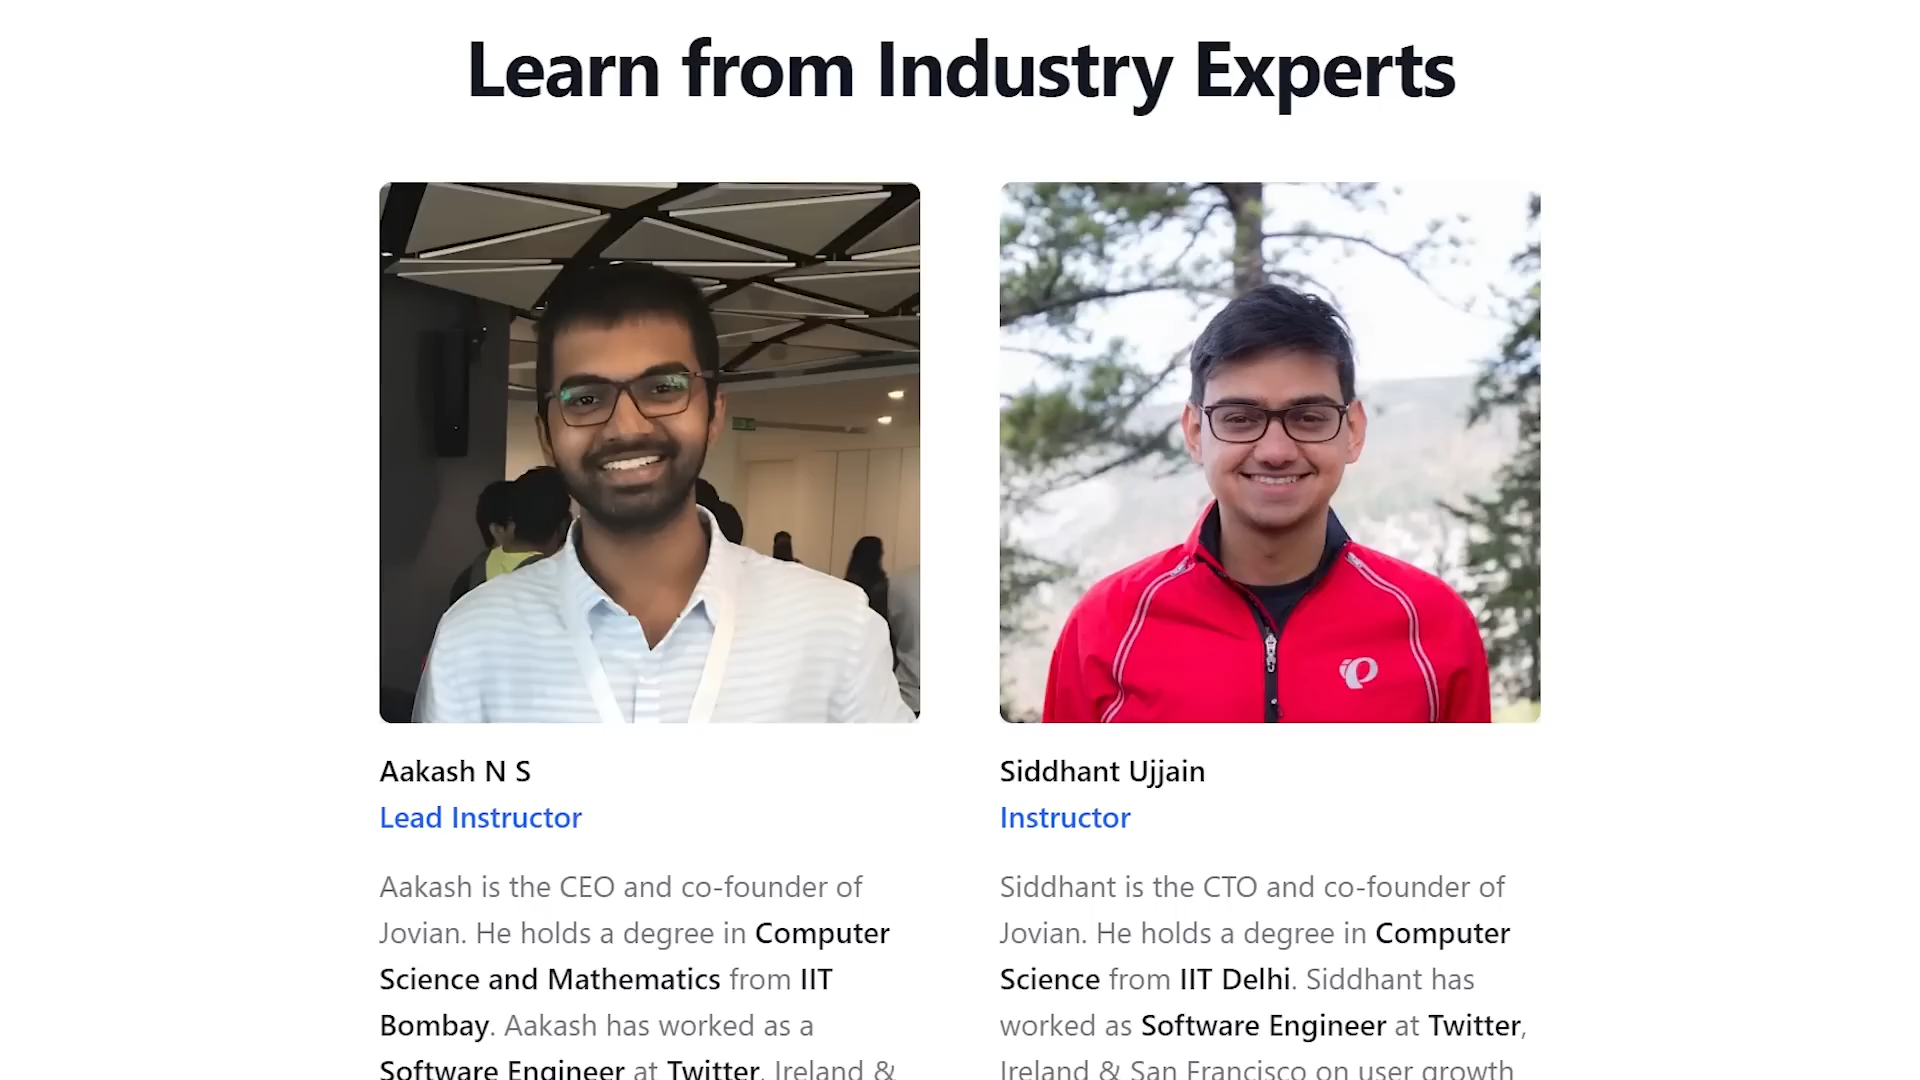 Learn from Industry Experts
Aakash N S
Lead Instructor
Aakash is the CEO and co-founder of
Jovian. He holds a degree in Computer
Science and Mathematics from IIT
Bombay. Aakash has worked as a
Software Engineer at Twitter, Ireland &
Siddhant Ujjain
Instructor
Siddhant is the CTO and co-founder of
Jovian. He holds a degree in Computer
Science from IIT Delhi. Siddhant has
worked as Software Engineer at Twitter,
Ireland & San Francisco on user growth